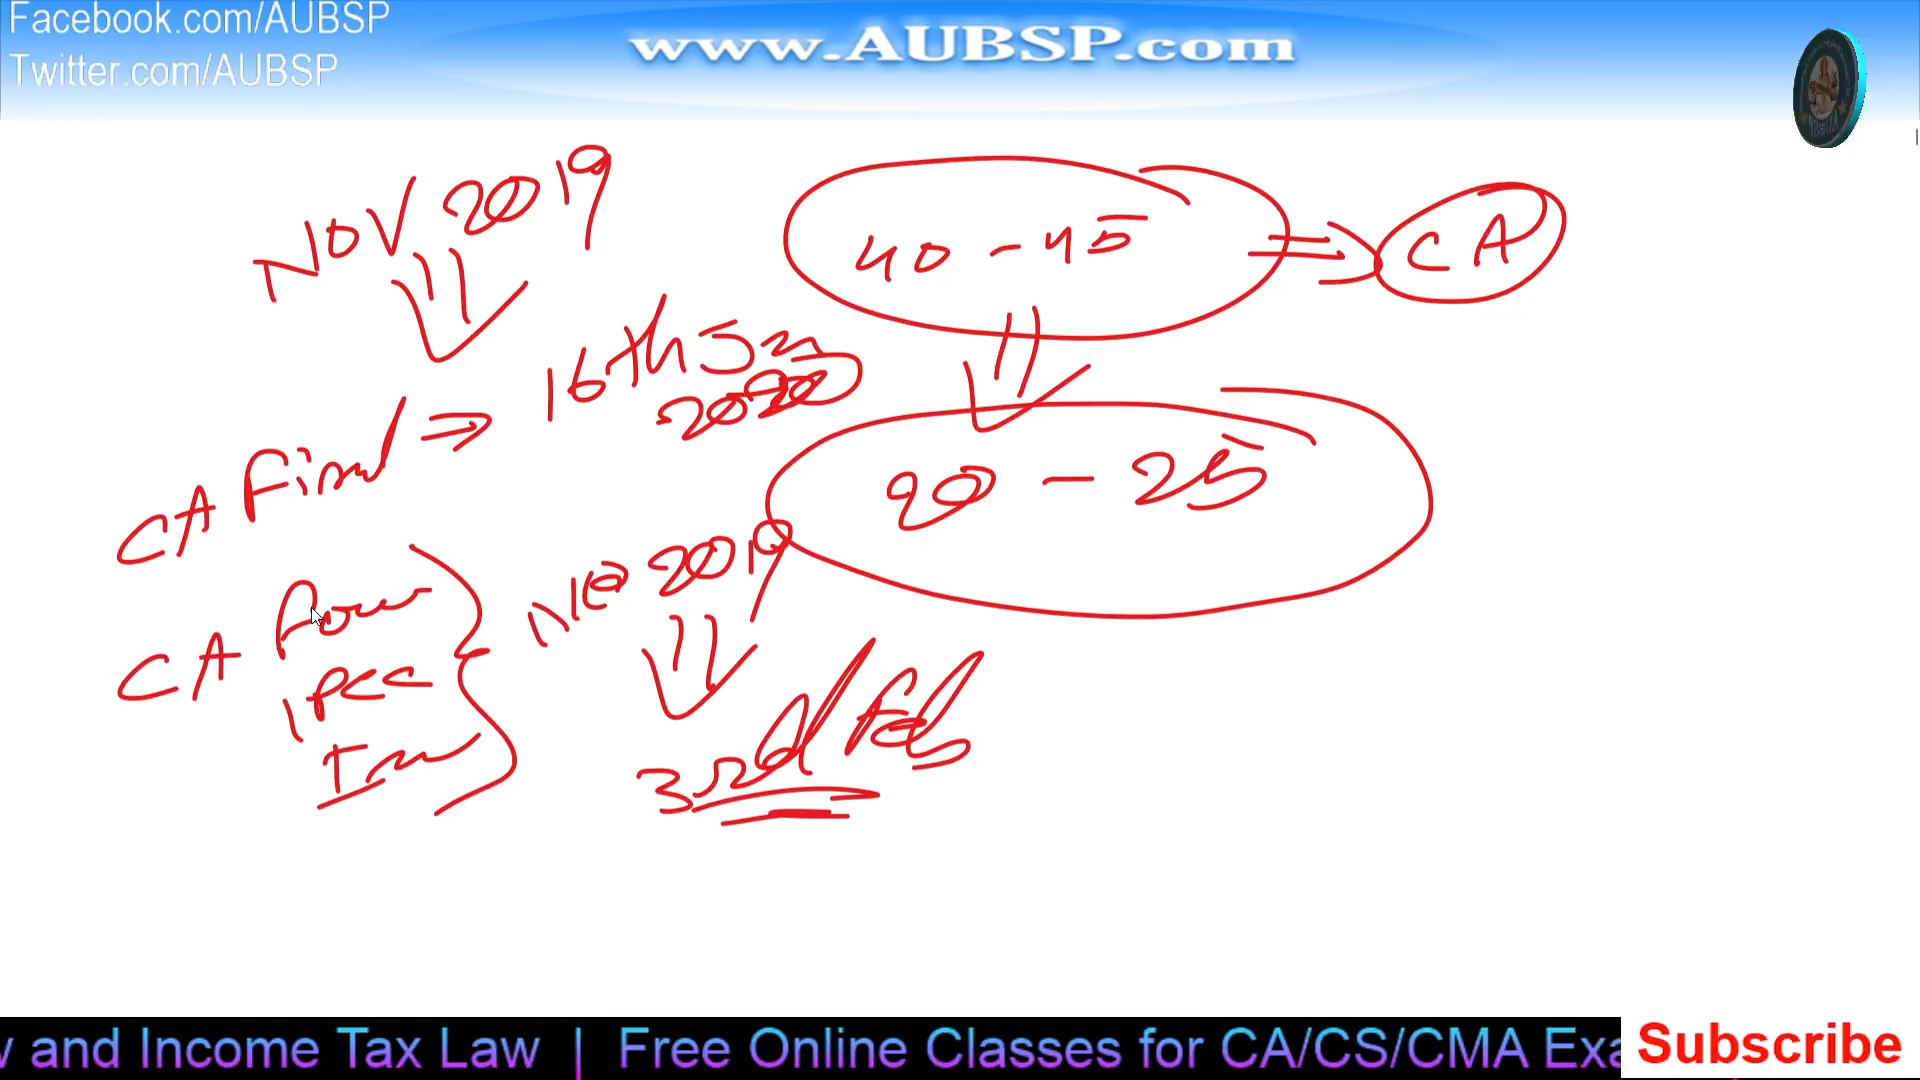 Facebook.com/AUBSP
Twitter.com/AUBSP
www.AUBSP.com
NOV 2019
40 - 45
CA
16th Jan
2020
CA Final
20 - 25
2019
CA Foun
IPCC
Int
3rd Feb
w and Income Tax Law | Free Online Classes for CA/CS/CMA Exa
Subscribe